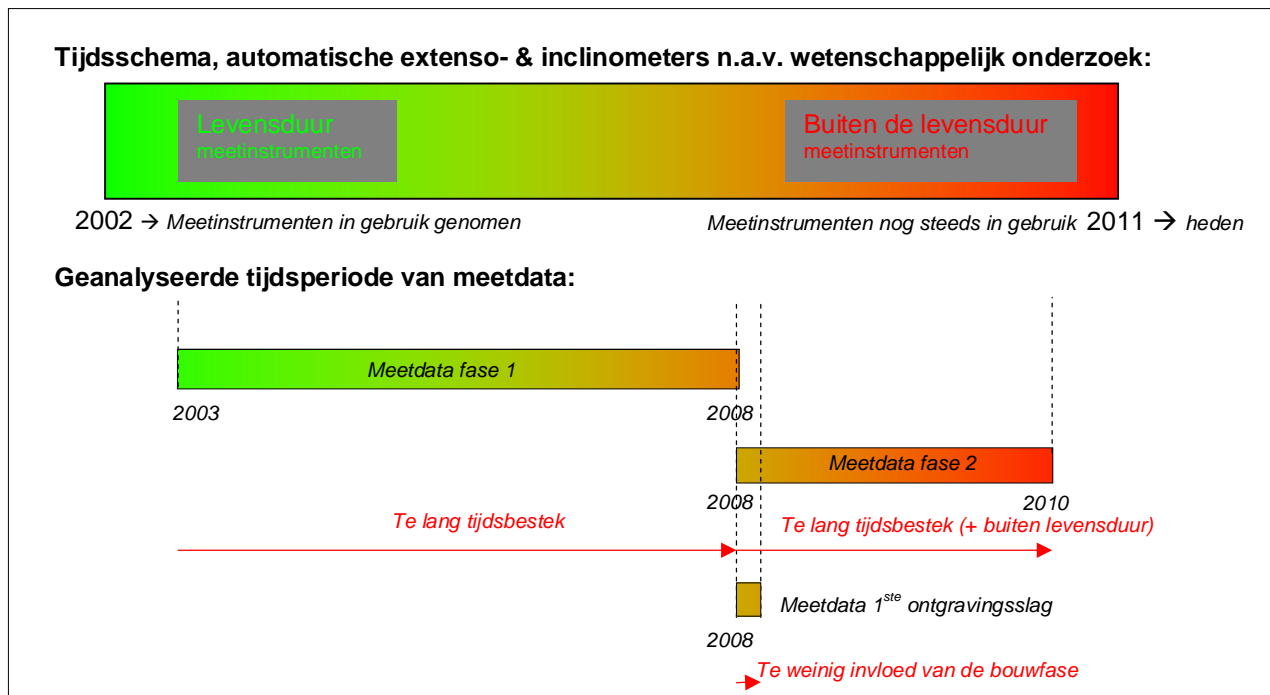 Tijdsschema, automatische extenso- & inclinometers n.a.v. wetenschappelijk onderzoek:
Levensduur
meetinstrumenten
Buiten de levensduur
meetinstrumenten
2002 → Meetinstrumenten in gebruik genomen
Meetinstrumenten nog steeds in gebruik 2011 → heden
Geanalyseerde tijdsperiode van meetdata:
Meetdata fase 1
2003
2008
Meetdata fase 2
2008
2010
Te lang tijdsbestek
Te lang tijdsbestek (+ buiten levensduur)
Meetdata 1ste ontgravingsslag
2008
Te weinig invloed van de bouwfase